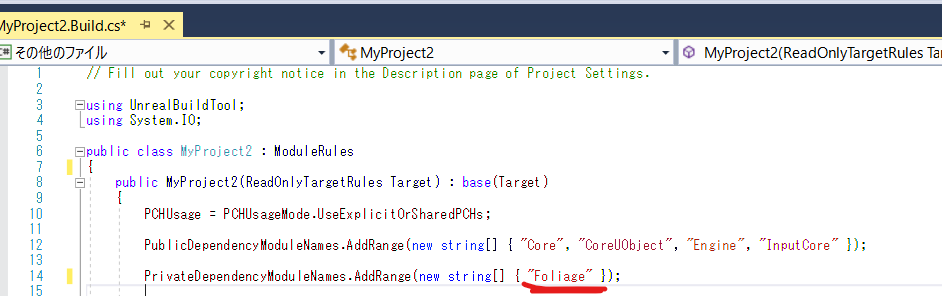 MyProject2.Build.cs*
その他のファイル
MyProject2
MyProject2(ReadOnlyTargetRules Tar
1 // Fill out your copyright notice in the Description page of Project Settings.
2
3 using UnrealBuildTool;
4 using System.IO;
5
6 public class MyProject2 : ModuleRules
7 {
8 public MyProject2(ReadOnlyTargetRules Target) : base(Target)
9 {
10 PCHUsage = PCHUsageMode.UseExplicitOrSharedPCHs;
11
12 PublicDependencyModuleNames.AddRange(new string[] { "Core", "CoreUObject", "Engine", "InputCore" });
13
14 PrivateDependencyModuleNames.AddRange(new string[] { "Foliage" });
15